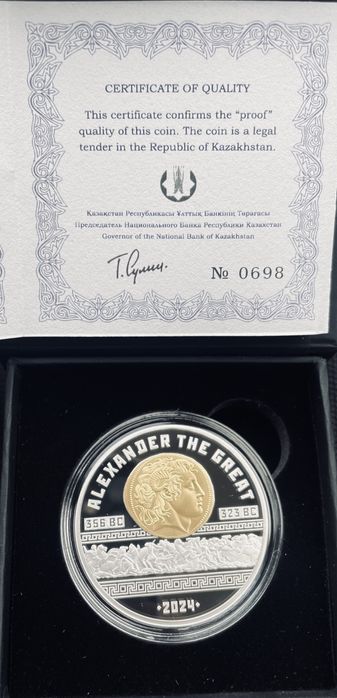 CERTIFICATE OF QUALITY
This certificate confirms the "proof"
quality of this coin. The coin is a legal
tender in the Republic of Kazakhstan.
Қазақстан Республикасы Ұлттық Банкінің Төрағасы
Председатель Национального Банка Республики Казахстан
Governor of the National Bank of Kazakhstan
№ 0698
ALEXANDER THE GREAT
356 BC
323 BC
·2024·